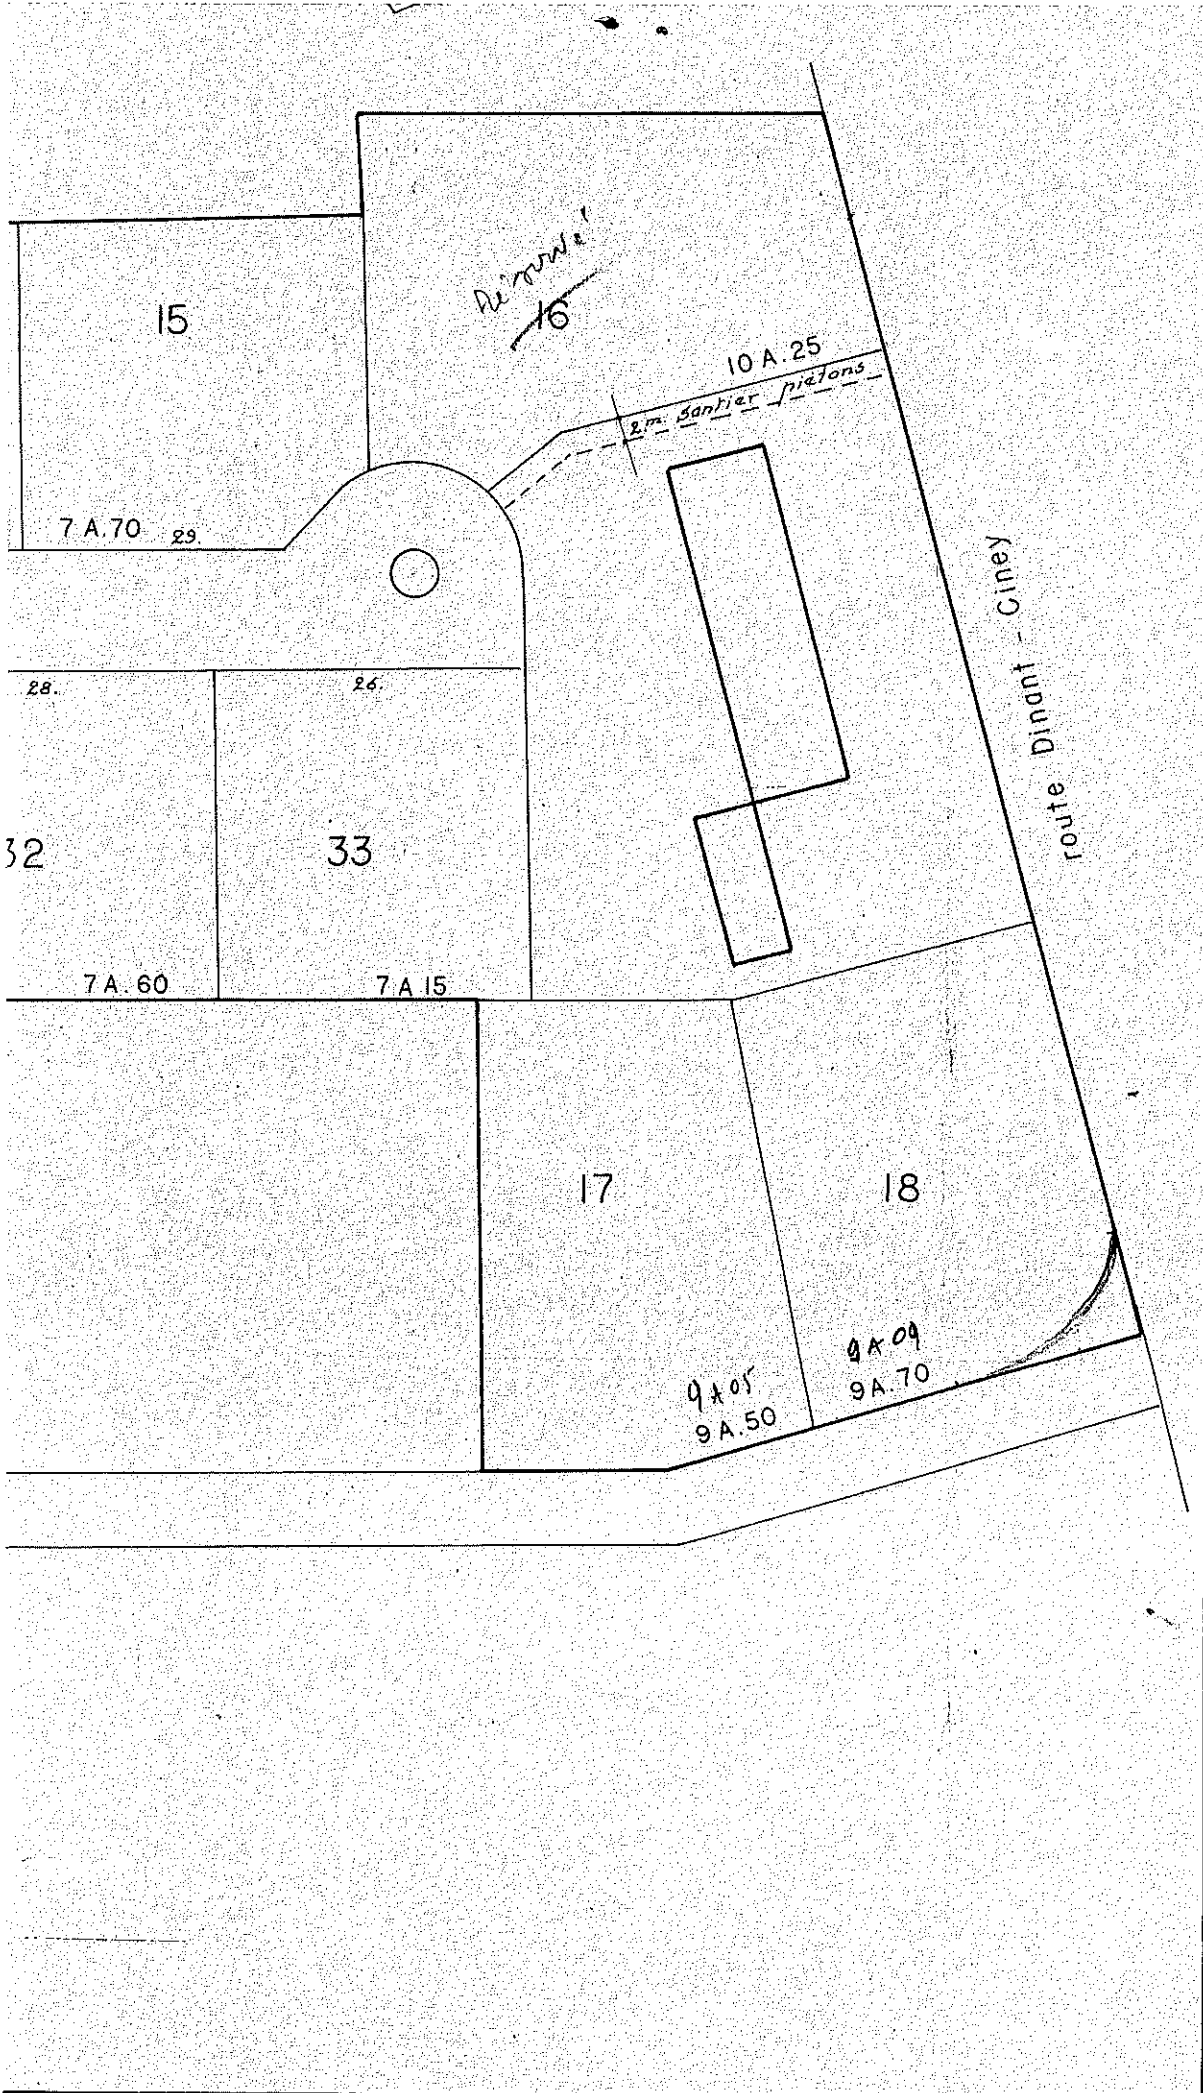 Réservé
15
16
10 A.25
2m. Sentier piétons
7 A.70
29.
route Dinant - Ciney
28.
26.
32
33
7 A.60
7 A 15
17
18
9 A 09
9 A 05
9 A.70
9 A.50